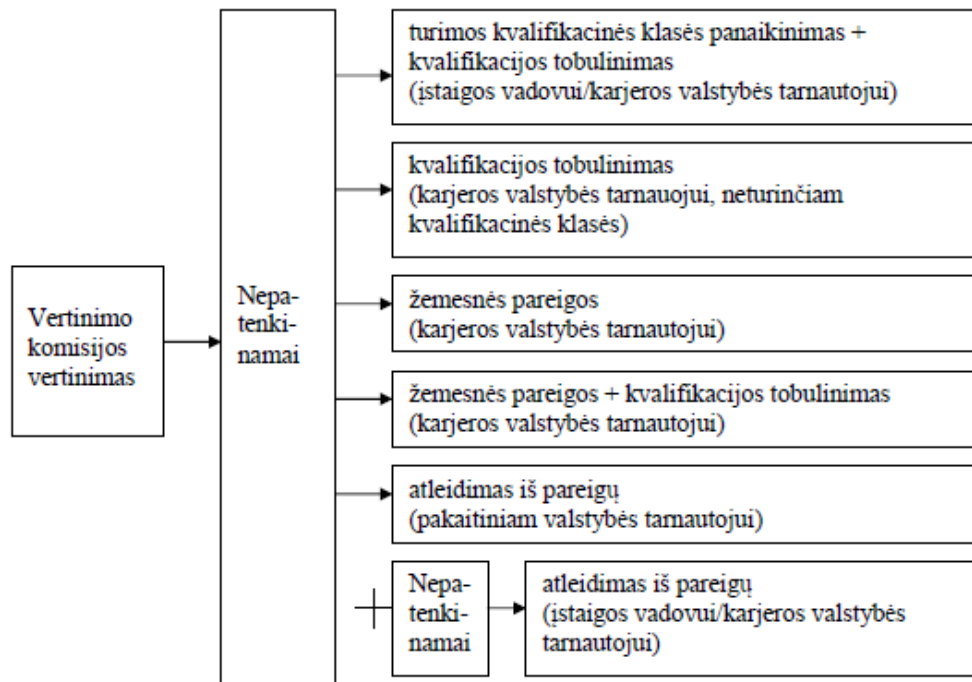 turimos kvalifikacinės klasės panaikinimas +
kvalifikacijos tobulinimas
(įstaigos vadovui/karjeros valstybės tarnautojui)
kvalifikacijos tobulinimas
(karjeros valstybės tarnauojui, neturinčiam
kvalifikacinės klasės)
Vertinimo
komisijos
vertinimas
Nepa-
tenki-
namai
žemesnės pareigos
(karjeros valstybės tarnautojui)
žemesnės pareigos + kvalifikacijos tobulinimas
(karjeros valstybės tarnautojui)
atleidimas iš pareigų
(pakaitiniam valstybės tarnautojui)
Nepa-
tenki-
namai
atleidimas iš pareigų
(įstaigos vadovui/karjeros valstybės
tarnautojui)